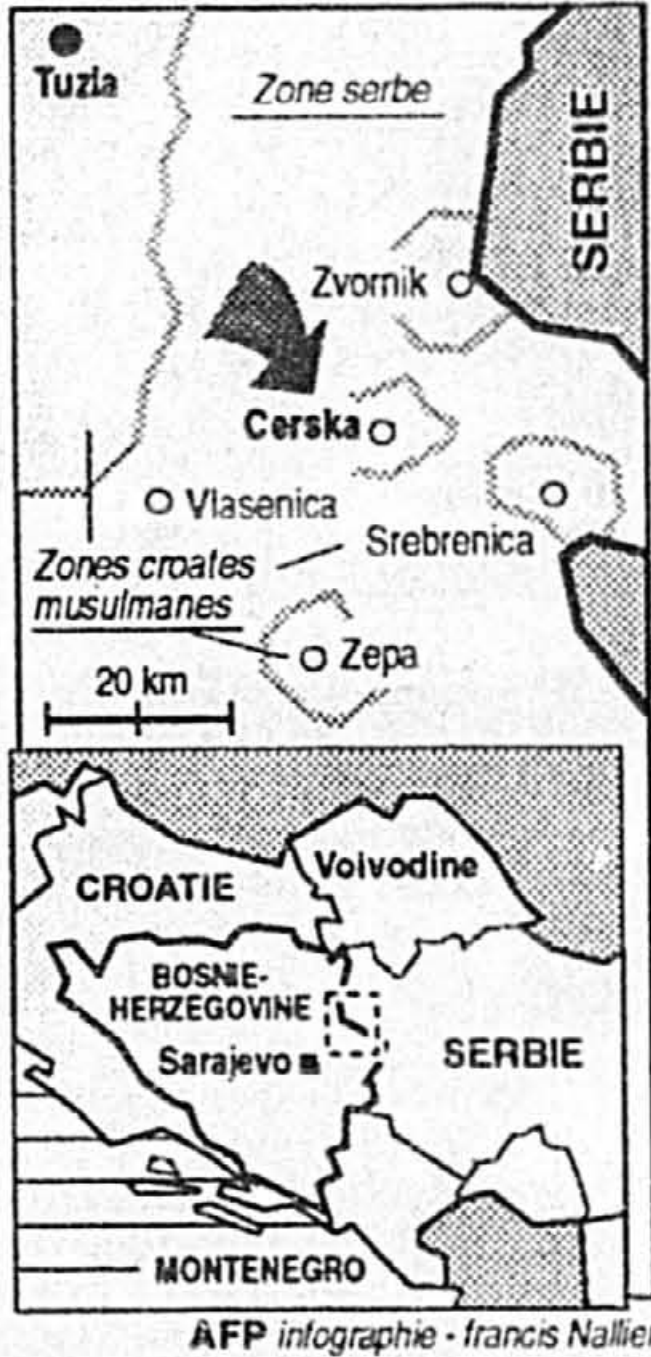 Tuzla
Zone serbe
SERBIE
Zvornik
Cerska
Vlasenica
Srebrenica
Zones croates
musulmanes
Zepa
20 km
Voivodine
CROATIE
BOSNIE-
HERZEGOVINE
SERBIE
Sarajevo
MONTENEGRO
AFP infographie - francis Nallier